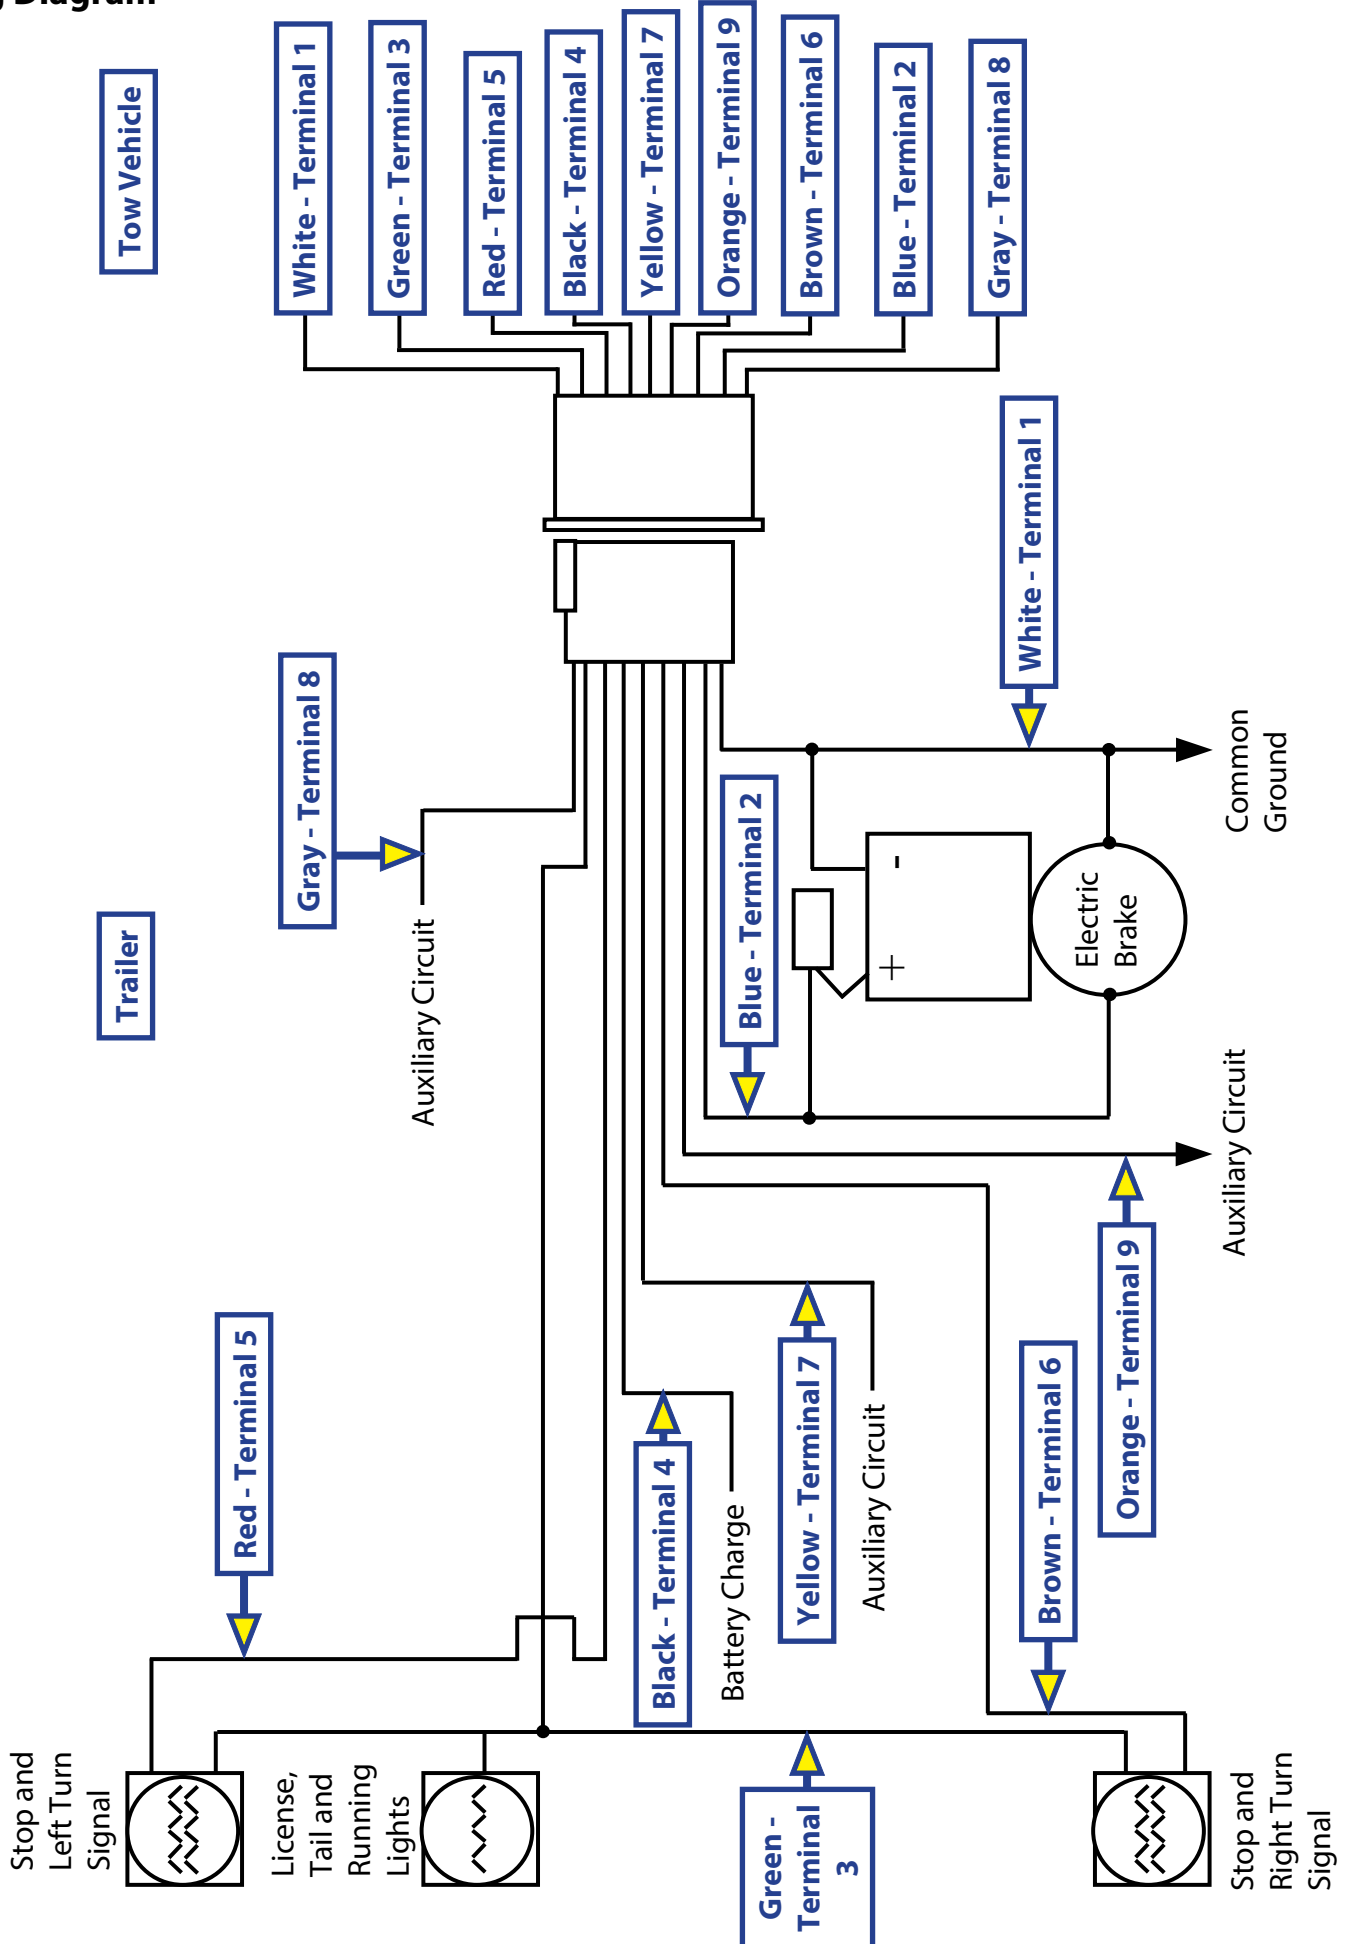 g Diagram
Tow Vehicle
White - Terminal 1
Green - Terminal 3
Red - Terminal 5
Black - Terminal 4
Yellow - Terminal 7
Orange - Terminal 9
Brown - Terminal 6
Blue - Terminal 2
Gray - Terminal 8
Trailer
Gray - Terminal 8
Auxiliary Circuit
White - Terminal 1
Common
Ground
Blue - Terminal 2
+
-
Electric
Brake
Auxiliary Circuit
Orange - Terminal 9
Red - Terminal 5
Black - Terminal 4
Battery Charge
Yellow - Terminal 7
Auxiliary Circuit
Brown - Terminal 6
Stop and
Left Turn
Signal
License,
Tail and
Running
Lights
Green -
Terminal
3
Stop and
Right Turn
Signal